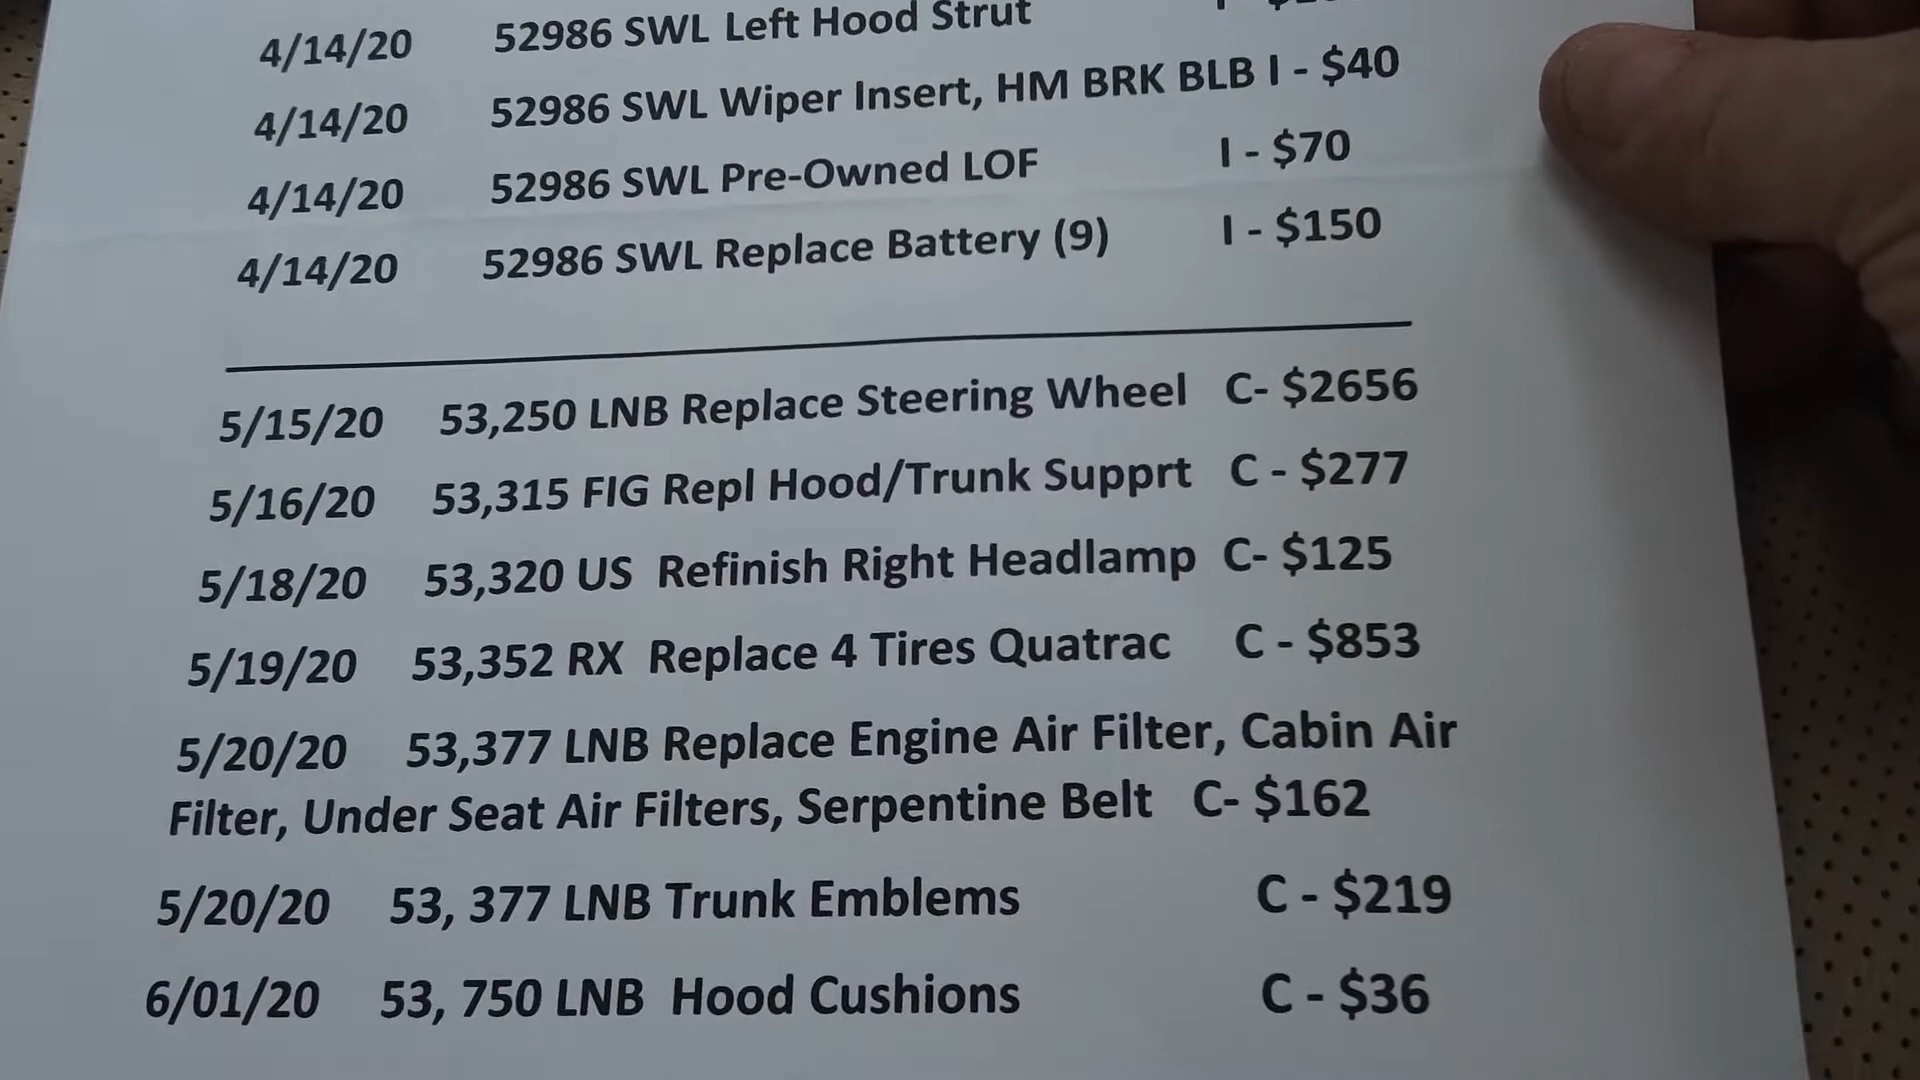 4/14/20 52986 SWL Left Hood Strut
4/14/20 52986 SWL Wiper Insert, HM BRK BLB I - $40
4/14/20 52986 SWL Pre-Owned LOF I - $70
4/14/20 52986 SWL Replace Battery (9) I - $150
5/15/20 53,250 LNB Replace Steering Wheel C- $2656
5/16/20 53,315 FIG Repl Hood/Trunk Supprt C - $277
5/18/20 53,320 US Refinish Right Headlamp C- $125
5/19/20 53,352 RX Replace 4 Tires Quatrac C - $853
5/20/20 53,377 LNB Replace Engine Air Filter, Cabin Air
Filter, Under Seat Air Filters, Serpentine Belt C- $162
5/20/20 53, 377 LNB Trunk Emblems C - $219
6/01/20 53, 750 LNB Hood Cushions C - $36